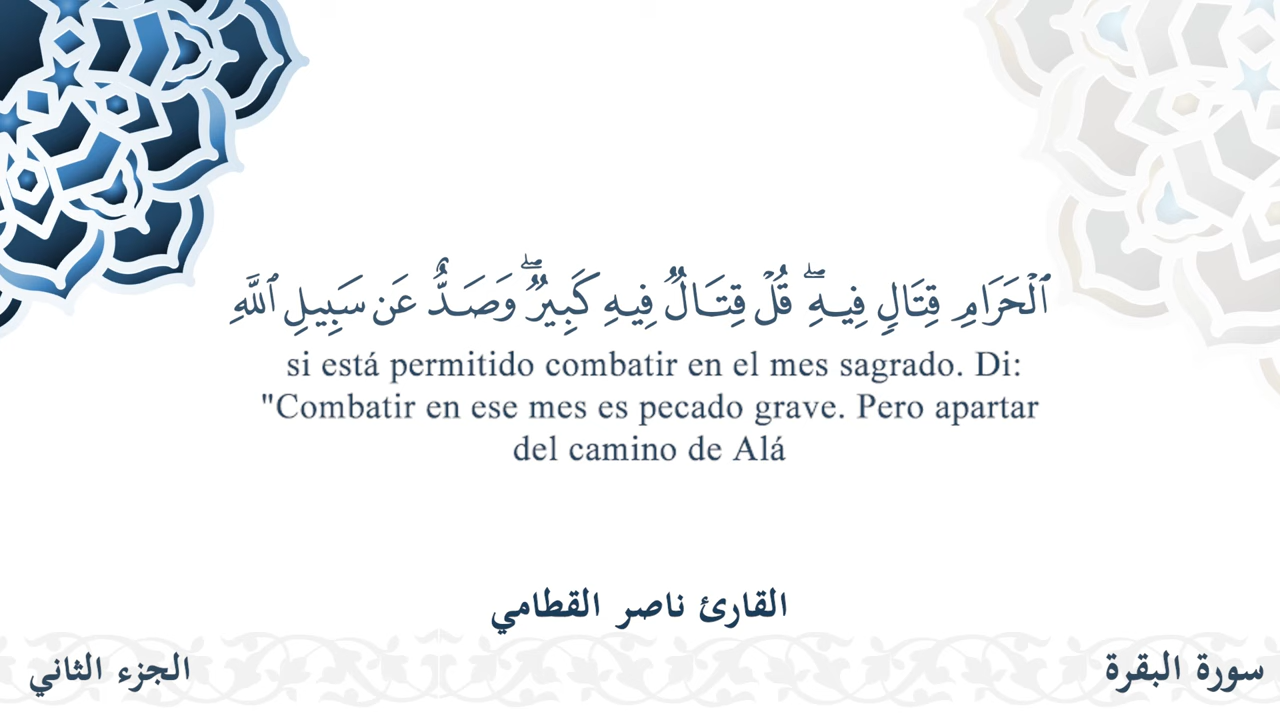 ٱلۡحَرَامِ قِتَالٖ فِيهِۖ قُلۡ قِتَالٞ فِيهِ كَبِيرٞۖ وَصَدٌّ عَن سَبِيلِ ٱللَّهِ
si está permitido combatir en el mes sagrado. Di:
"Combatir en ese mes es pecado grave. Pero apartar
del camino de Alá
القارئ ناصر القطامي
سورة البقرة
الجزء الثاني